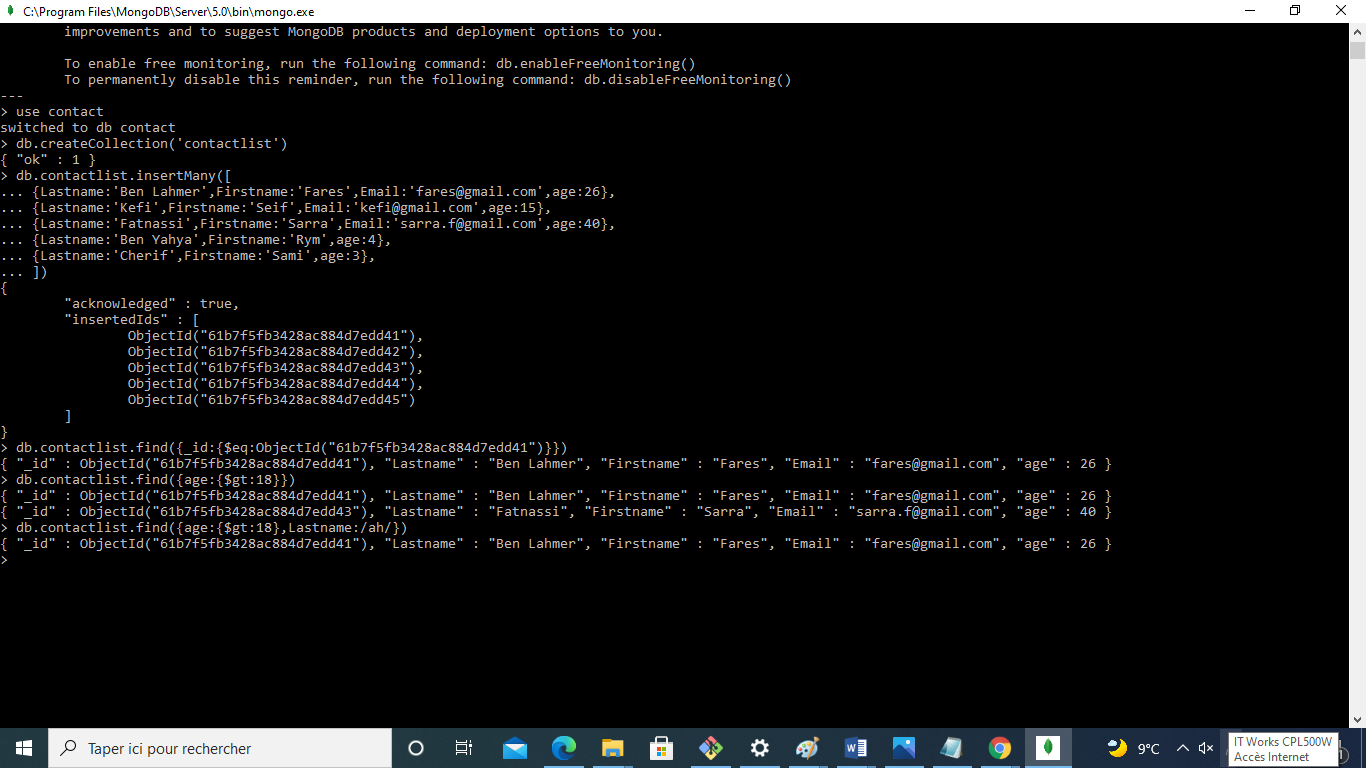 C:\Program Files\MongoDB\Server\5.0\bin\mongo.exe
improvements and to suggest MongoDB products and deployment options to you.
To enable free monitoring, run the following command: db.enableFreeMonitoring()
To permanently disable this reminder, run the following command: db.disableFreeMonitoring()
---
> use contact
switched to db contact
> db.createCollection('contactlist')
{ "ok" : 1 }
> db.contactlist.insertMany([
... {Lastname:'Ben Lahmer',Firstname:'Fares',Email:'fares@gmail.com',age:26},
... {Lastname:'Kefi',Firstname:'Seif',Email:'kefi@gmail.com',age:15},
... {Lastname:'Fatnassi',Firstname:'Sarra',Email:'sarra.f@gmail.com',age:40},
... {Lastname:'Ben Yahya',Firstname:'Rym',age:4},
... {Lastname:'Cherif',Firstname:'Sami',age:3},
... ])
{
"acknowledged" : true,
"insertedIds" : [
ObjectId("61b7f5fb3428ac884d7edd41"),
ObjectId("61b7f5fb3428ac884d7edd42"),
ObjectId("61b7f5fb3428ac884d7edd43"),
ObjectId("61b7f5fb3428ac884d7edd44"),
ObjectId("61b7f5fb3428ac884d7edd45")
]
}
> db.contactlist.find({_id:{$eq:ObjectId("61b7f5fb3428ac884d7edd41")}})
{ "_id" : ObjectId("61b7f5fb3428ac884d7edd41"), "Lastname" : "Ben Lahmer", "Firstname" : "Fares", "Email" : "fares@gmail.com", "age" : 26 }
> db.contactlist.find({age:{$gt:18}})
{ "_id" : ObjectId("61b7f5fb3428ac884d7edd41"), "Lastname" : "Ben Lahmer", "Firstname" : "Fares", "Email" : "fares@gmail.com", "age" : 26 }
{ "_id" : ObjectId("61b7f5fb3428ac884d7edd43"), "Lastname" : "Fatnassi", "Firstname" : "Sarra", "Email" : "sarra.f@gmail.com", "age" : 40 }
> db.contactlist.find({age:{$gt:18},Lastname:/ah/})
{ "_id" : ObjectId("61b7f5fb3428ac884d7edd41"), "Lastname" : "Ben Lahmer", "Firstname" : "Fares", "Email" : "fares@gmail.com", "age" : 26 }
>
Taper ici pour rechercher
9°C
IT Works CPL500W
Accès Internet